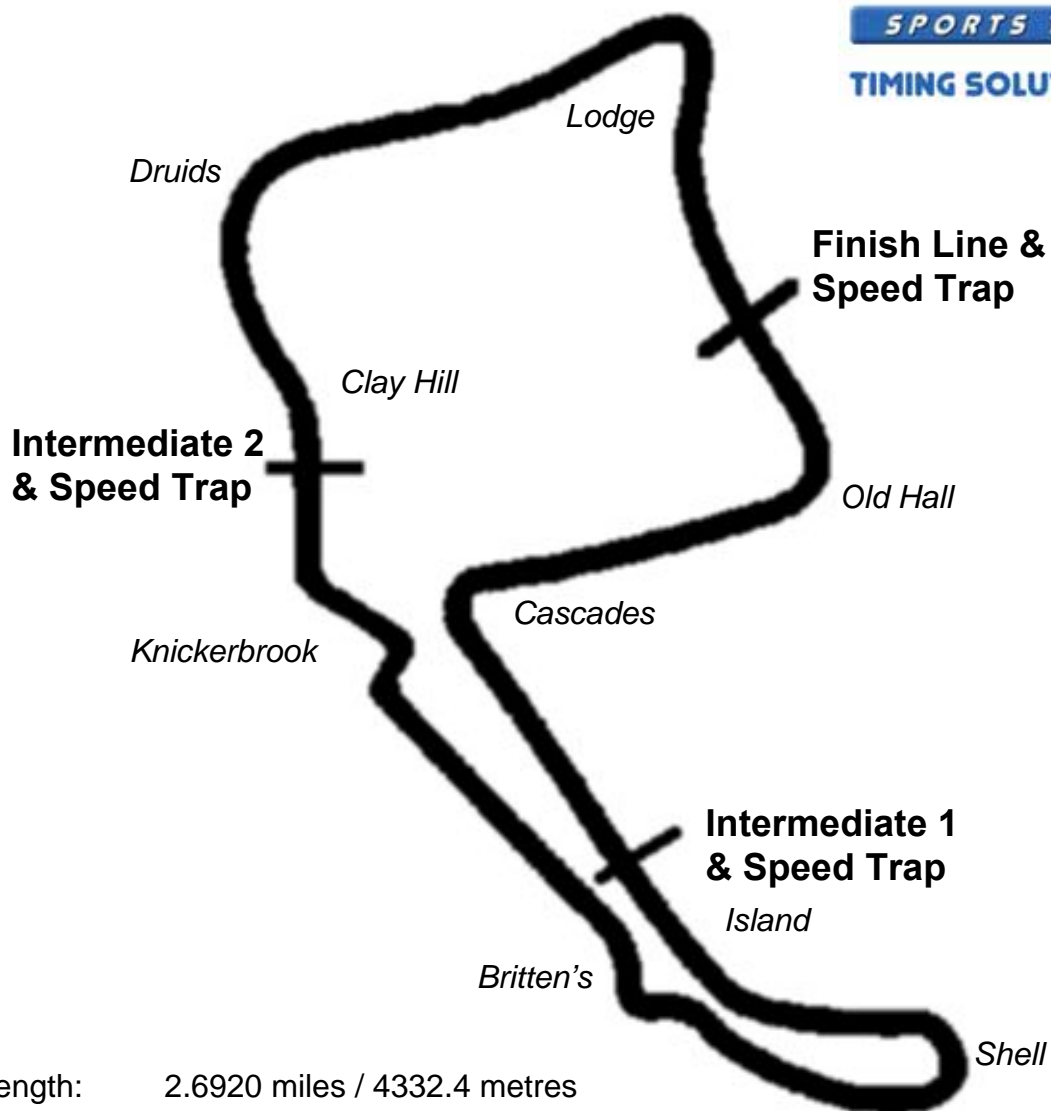 SPORTS
TIMING SOLU
Lodge
Druids
Finish Line &
Speed Trap
Clay Hill
Intermediate 2
& Speed Trap
Old Hall
Cascades
Knickerbrook
Intermediate 1
& Speed Trap
Island
Britten's
Shell
ength: 2.6920 miles / 4332.4 metres